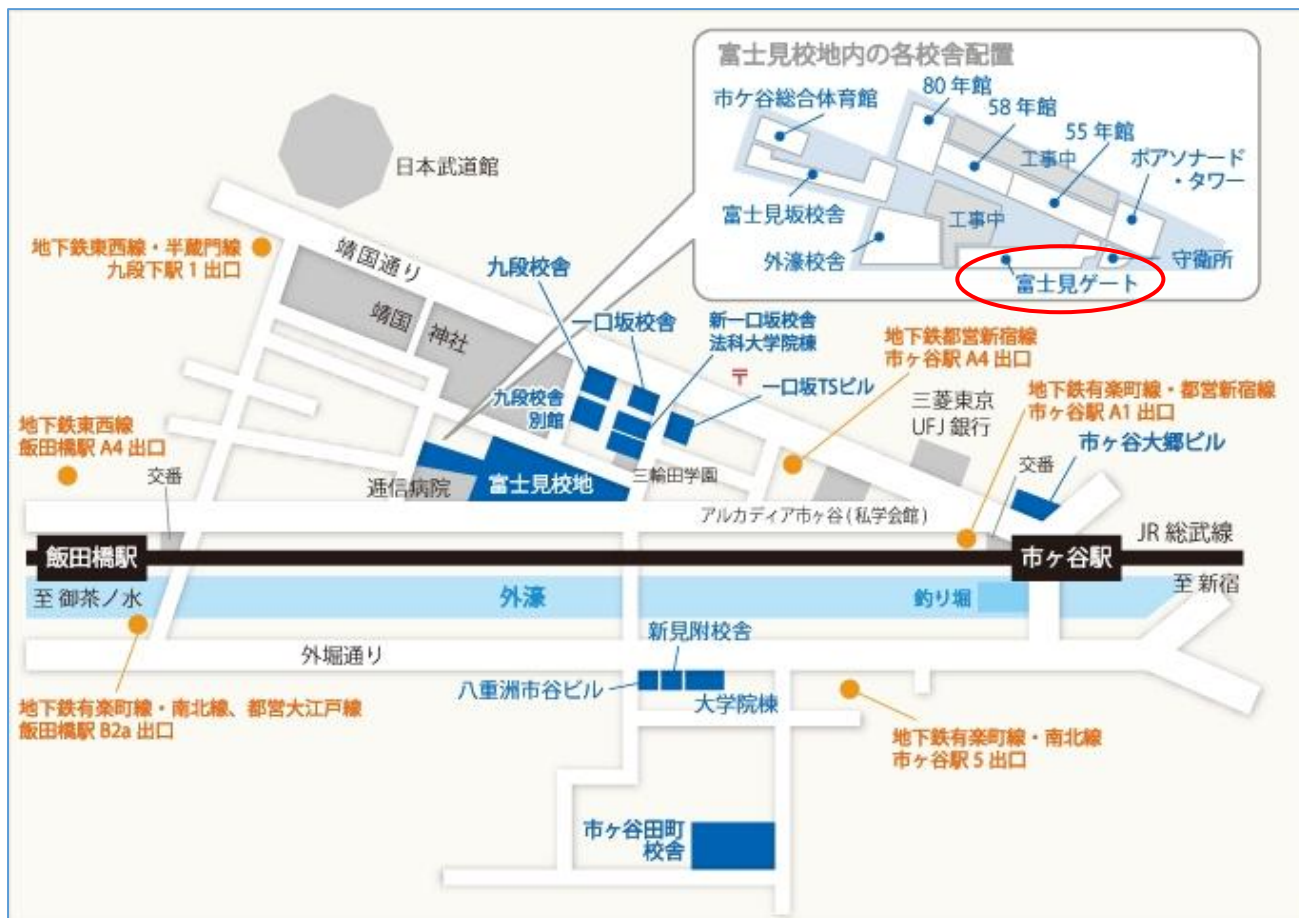 富士見校地内の各校舎配置
80 年館
市ケ谷総合体育館
58 年館
55 年館
工事中
ボアソナード
・タワー
富士見坂校舎
工事中
外濠校舎
守衛所
富士見ゲート
日本武道館
地下鉄東西線・半蔵門線
九段下駅 1 出口
靖国通り
九段校舎
靖国
神社
一口坂校舎
新一口坂校舎
法科大学院棟
地下鉄都営新宿線
市ヶ谷駅 A4 出口
〒
一口坂TSビル
九段校舎
別館
三菱東京
UFJ 銀行
地下鉄有楽町線・都営新宿線
市ヶ谷駅 A1 出口
地下鉄東西線
飯田橋駅 A4 出口
市ヶ谷大郷ビル
交番
交番
逓信病院
富士見校地
三輪田学園
アルカディア市ヶ谷(私学会館)
JR 総武線
飯田橋駅
市ヶ谷駅
至 御茶ノ水
外濠
釣り堀
至 新宿
新見附校舎
外堀通り
八重洲市谷ビル
大学院棟
地下鉄有楽町線・南北線、都営大江戸線
飯田橋駅 B2a 出口
地下鉄有楽町線・南北線
市ヶ谷駅 5 出口
市ヶ谷田町
校舎